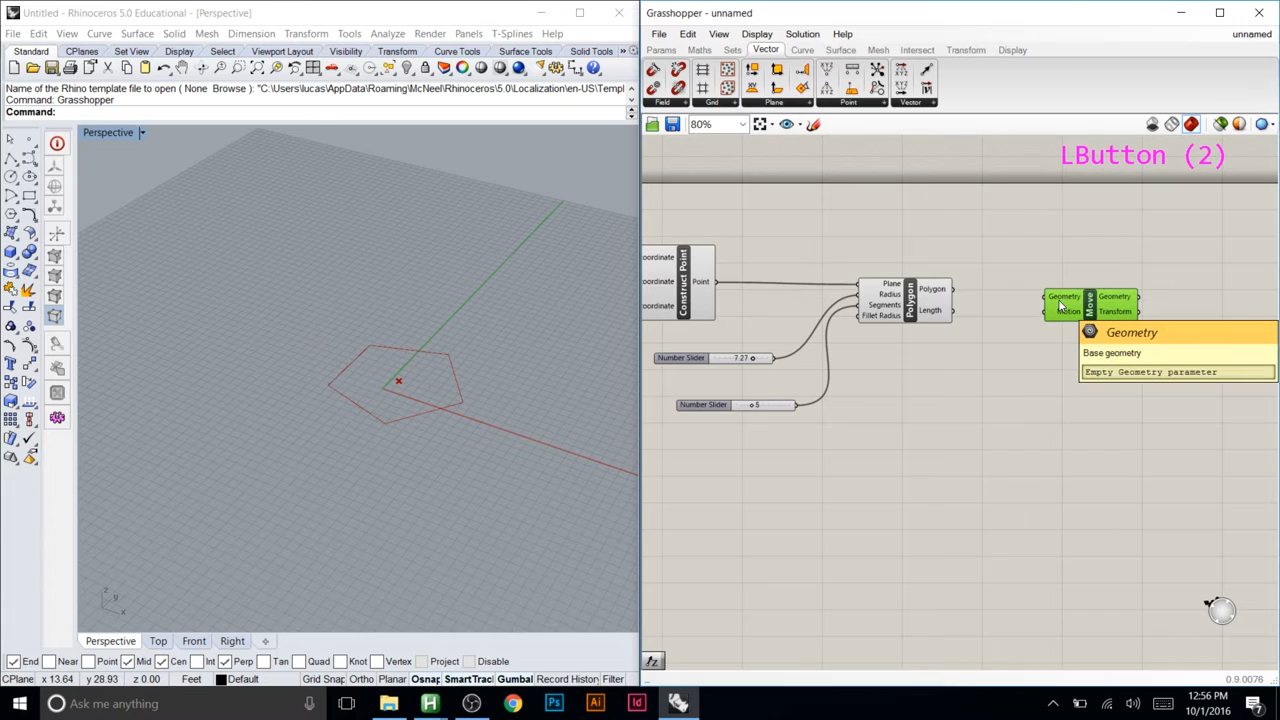 Untitled - Rhinoceros 5.0 Educational - [Perspective]
File Edit View Curve Surface Solid Mesh Dimension Transform Tools Analyze Render Panels T-Splines Help
Standard CPlanes Set View Display Select Viewport Layout Visibility Transform Curve Tools Surface Tools Solid Tools »
Name of the Rhino template file to open ( None Browse ): "C:\Users\lucas\AppData\Roaming\McNeel\Rhinoceros\5.0\Localization\en-US\Templ
Command: Grasshopper
Command:
Perspective
z
y
x
Perspective Top Front Right
End Near Point Mid Cen Int Perp Tan Quad Knot Vertex Project Disable
CPlane x 13.64 y 28.93 z 0.00 Feet Default Grid Snap Ortho Planar Osnap SmartTrack Gumball Record History Filter
Grasshopper - unnamed
File Edit View Display Solution Help unnamed
Params Maths Sets Vector Curve Surface Mesh Intersect Transform Display
Field Grid Plane Point Vector
80%
LButton (2)
oordinate
oordinate
oordinate
Construct Point
Point
Plane
Radius
Segments
Fillet Radius
Polygon
Polygon
Length
Number Slider 7.27
Number Slider 5
Geometry
Motion
Move
Geometry
Transform
Geometry
Base geometry
Empty Geometry parameter
0.9.0076
Ask me anything
12:56 PM
10/1/2016